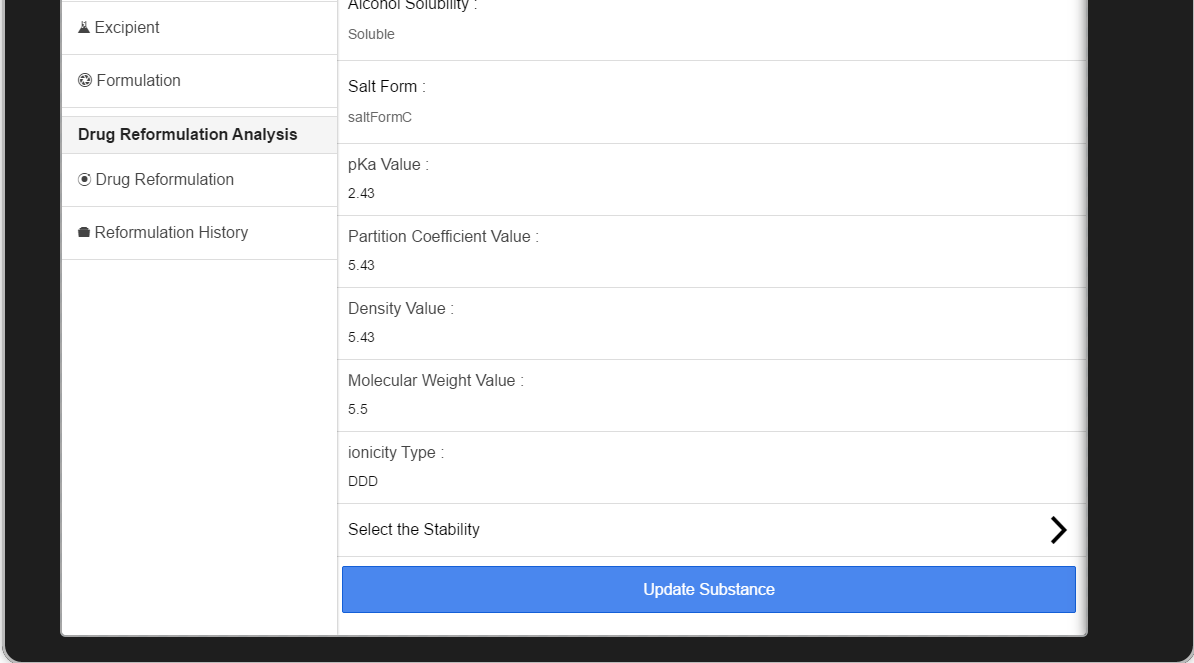 Excipient
Formulation
Drug Reformulation Analysis
Drug Reformulation
Reformulation History
Alcohol Solubility :
Soluble
Salt Form :
saltFormC
pKa Value :
2.43
Partition Coefficient Value :
5.43
Density Value :
5.43
Molecular Weight Value :
5.5
ionicity Type :
DDD
Select the Stability
Update Substance